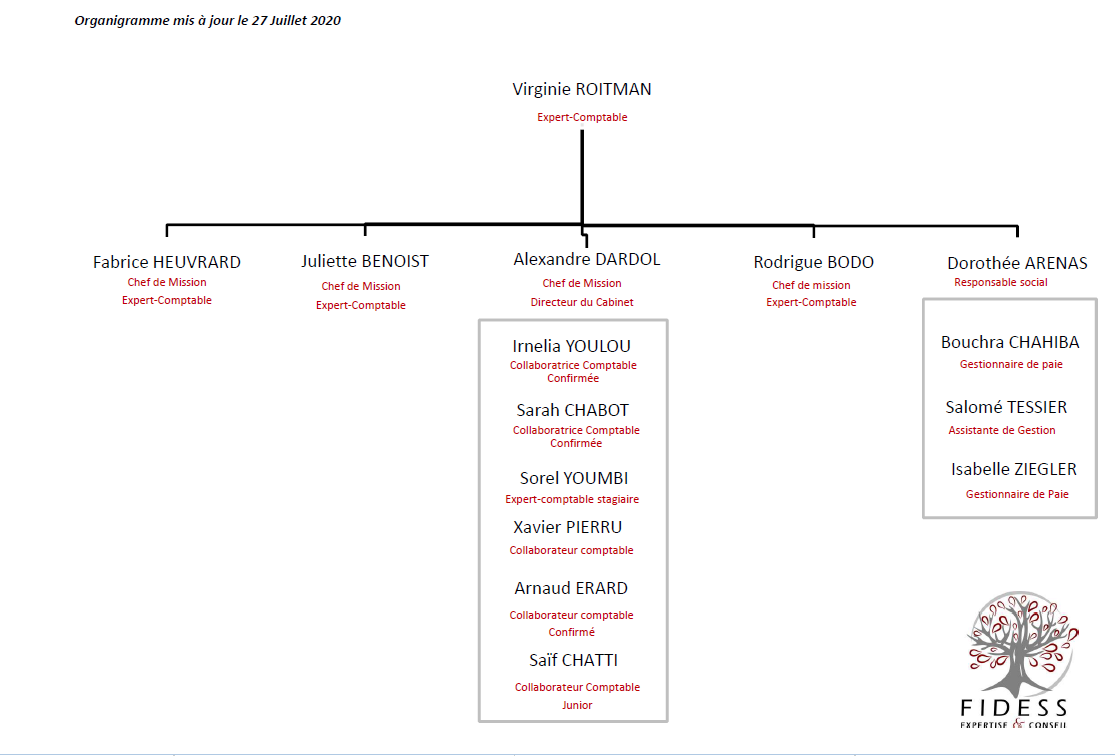 Organigramme mis à jour le 27 Juillet 2020
Virginie ROITMAN
Expert-Comptable
Fabrice HEUVRARD
Chef de Mission
Expert-Comptable
Juliette BENOIST
Chef de Mission
Expert-Comptable
Alexandre DARDOL
Chef de Mission
Directeur du Cabinet
Rodrigue BODO
Chef de mission
Expert-Comptable
Dorothée ARENAS
Responsable social
Irnelia YOULOU
Collaboratrice Comptable
Confirmée
Sarah CHABOT
Collaboratrice Comptable
Confirmée
Sorel YOUMBI
Expert-comptable stagiaire
Xavier PIERRU
Collaborateur comptable
Arnaud ERARD
Collaborateur comptable
Confirmé
Saïf CHATTI
Collaborateur Comptable
Junior
Bouchra CHAHIBA
Gestionnaire de paie
Salomé TESSIER
Assistante de Gestion
Isabelle ZIEGLER
Gestionnaire de Paie
FIDESS
EXPERTISE & CONSEIL